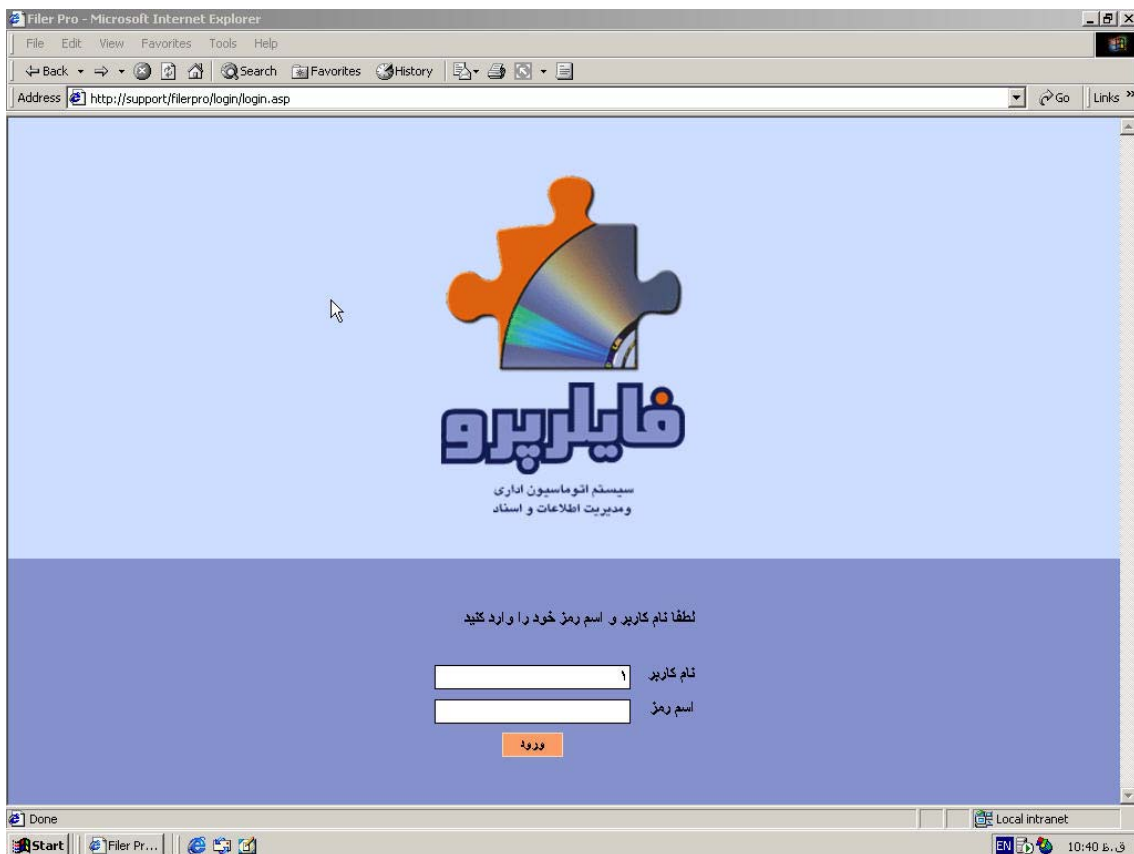 Filer Pro - Microsoft Internet Explorer
File Edit View Favorites Tools Help
Back Search Favorites History
Address http://support/filerpro/login/login.asp Go Links »
فایلرپرو
سیستم اتوماسیون اداری
ومدیریت اطلاعات و اسناد
لطفا نام کاربر و اسم رمز خود را وارد کنید
نام کاربر ۱
اسم رمز
ورود
Done Local intranet
Start Filer Pr... EN 10:40 ق.ظ